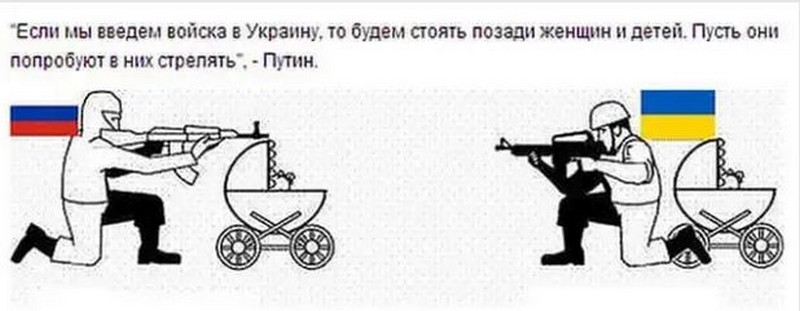 "Если мы введем войска в Украину, то будем стоять позади женщин и детей. Пусть они
попробуют в них стрелять", - Путин.